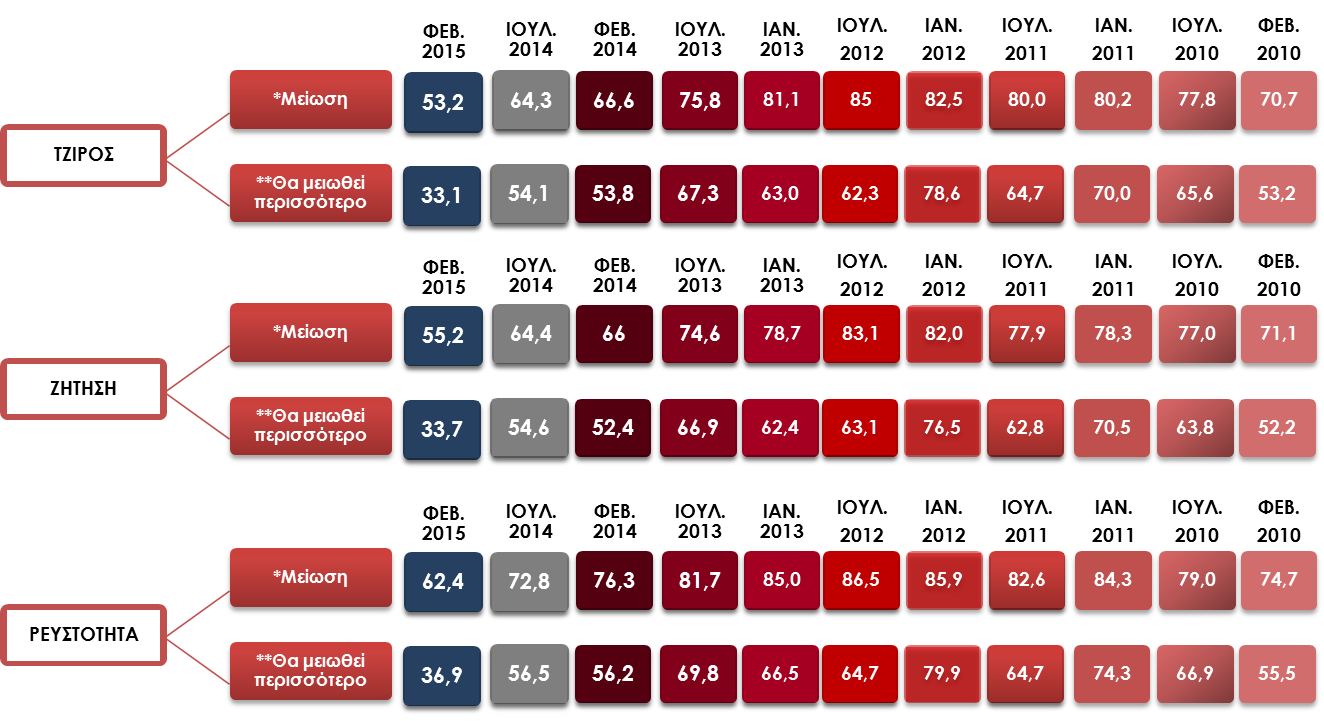 ΦΕΒ. ΙΟΥΛ. ΦΕΒ. ΙΟΥΛ. ΙΑΝ. ΙΟΥΛ. ΙΑΝ. ΙΟΥΛ. ΙΑΝ. ΙΟΥΛ. ΦΕΒ.
2015 2014 2014 2013 2013 2012 2012 2011 2011 2010 2010
*Μείωση 53,2 64,3 66,6 75,8 81,1 85 82,5 80,0 80,2 77,8 70,7
ΤΖΙΡΟΣ
**Θα μειωθεί
περισσότερο 33,1 54,1 53,8 67,3 63,0 62,3 78,6 64,7 70,0 65,6 53,2
ΦΕΒ. ΙΟΥΛ. ΦΕΒ. ΙΟΥΛ. ΙΑΝ. ΙΟΥΛ. ΙΑΝ. ΙΟΥΛ. ΙΑΝ. ΙΟΥΛ. ΦΕΒ.
2015 2014 2014 2013 2013 2012 2012 2011 2011 2010 2010
*Μείωση 55,2 64,4 66 74,6 78,7 83,1 82,0 77,9 78,3 77,0 71,1
ΖΗΤΗΣΗ
**Θα μειωθεί
περισσότερο 33,7 54,6 52,4 66,9 62,4 63,1 76,5 62,8 70,5 63,8 52,2
ΦΕΒ. ΙΟΥΛ. ΦΕΒ. ΙΟΥΛ. ΙΑΝ. ΙΟΥΛ. ΙΑΝ. ΙΟΥΛ. ΙΑΝ. ΙΟΥΛ. ΦΕΒ.
2015 2014 2014 2013 2013 2012 2012 2011 2011 2010 2010
*Μείωση 62,4 72,8 76,3 81,7 85,0 86,5 85,9 82,6 84,3 79,0 74,7
ΡΕΥΣΤΟΤΗΤΑ
**Θα μειωθεί
περισσότερο 36,9 56,5 56,2 69,8 66,5 64,7 79,9 64,7 74,3 66,9 55,5